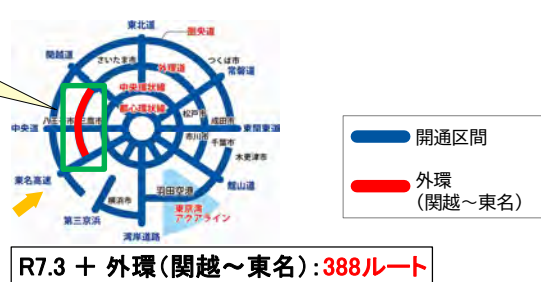 東北道
圏央道
関越道
さいたま市
外環道
つくば市
常磐道
中央環状線
都心環状線
松戸市
成田市
中央道
八王子市
三鷹市
東関東道
市川市
千葉市
木更津市
東名高速
館山道
羽田空港
横浜市
東京湾
アクアライン
第三京浜
湾岸道路
開通区間
外環
(関越～東名)
R7.3 + 外環(関越～東名):388ルート